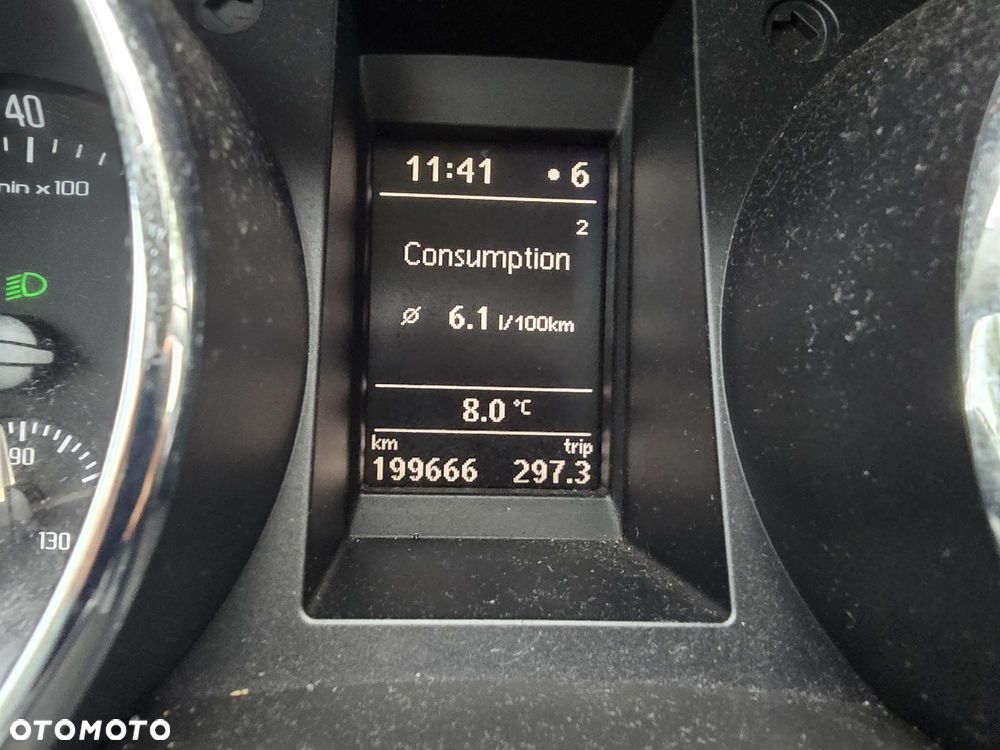 40
min x100
90
130
11:41 • 6
2
Consumption
ø 6.1 l/100km
8.0 °C
km trip
199666 297.3
OTOMOTO